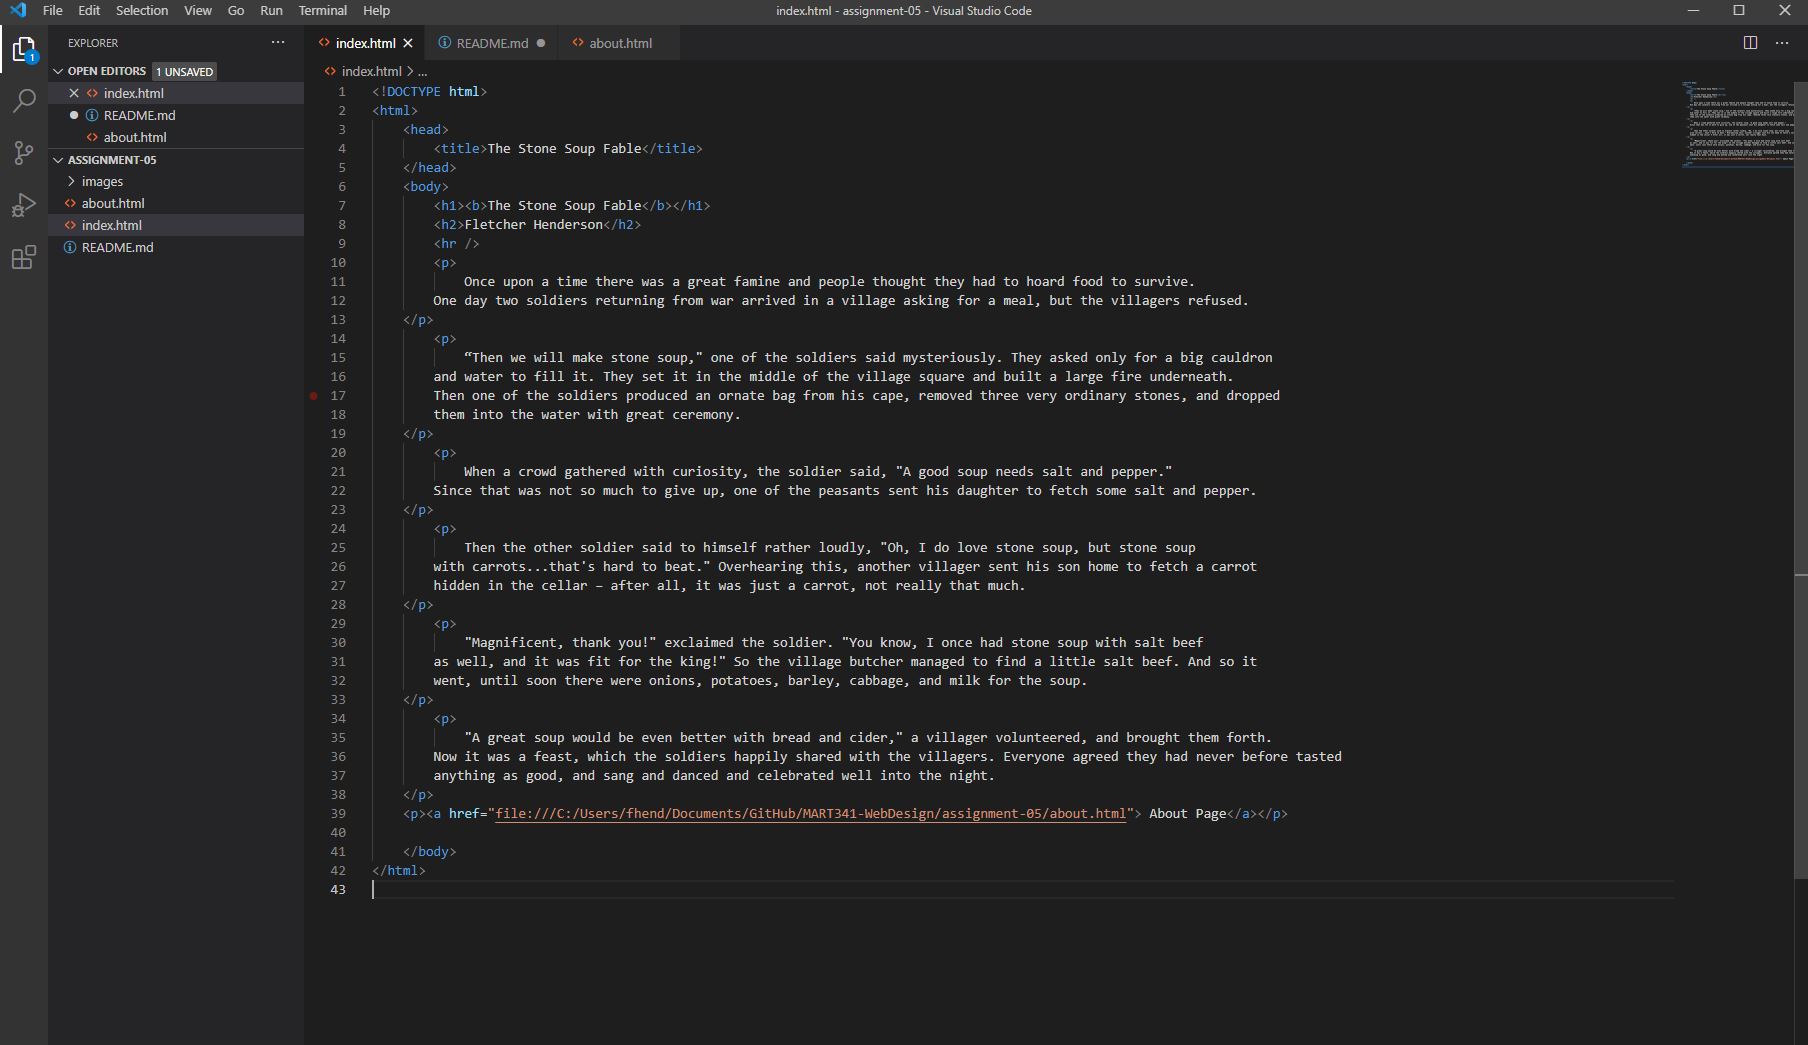 File Edit Selection View Go Run Terminal Help
index.html - assignment-05 - Visual Studio Code
1
EXPLORER
OPEN EDITORS 1 UNSAVED
index.html
README.md
about.html
ASSIGNMENT-05
images
about.html
index.html
README.md
index.html README.md about.html
index.html > ...
1 <!DOCTYPE html>
2 <html>
3 <head>
4 <title>The Stone Soup Fable</title>
5 </head>
6 <body>
7 <h1><b>The Stone Soup Fable</b></h1>
8 <h2>Fletcher Henderson</h2>
9 <hr />
10 <p>
11 Once upon a time there was a great famine and people thought they had to hoard food to survive.
12 One day two soldiers returning from war arrived in a village asking for a meal, but the villagers refused.
13 </p>
14 <p>
15 “Then we will make stone soup," one of the soldiers said mysteriously. They asked only for a big cauldron
16 and water to fill it. They set it in the middle of the village square and built a large fire underneath.
17 Then one of the soldiers produced an ornate bag from his cape, removed three very ordinary stones, and dropped
18 them into the water with great ceremony.
19 </p>
20 <p>
21 When a crowd gathered with curiosity, the soldier said, "A good soup needs salt and pepper."
22 Since that was not so much to give up, one of the peasants sent his daughter to fetch some salt and pepper.
23 </p>
24 <p>
25 Then the other soldier said to himself rather loudly, "Oh, I do love stone soup, but stone soup
26 with carrots...that's hard to beat." Overhearing this, another villager sent his son home to fetch a carrot
27 hidden in the cellar – after all, it was just a carrot, not really that much.
28 </p>
29 <p>
30 "Magnificent, thank you!" exclaimed the soldier. "You know, I once had stone soup with salt beef
31 as well, and it was fit for the king!" So the village butcher managed to find a little salt beef. And so it
32 went, until soon there were onions, potatoes, barley, cabbage, and milk for the soup.
33 </p>
34 <p>
35 "A great soup would be even better with bread and cider," a villager volunteered, and brought them forth.
36 Now it was a feast, which the soldiers happily shared with the villagers. Everyone agreed they had never before tasted
37 anything as good, and sang and danced and celebrated well into the night.
38 </p>
39 <p><a href="file:///C:/Users/fhend/Documents/GitHub/MART341-WebDesign/assignment-05/about.html"> About Page</a></p>
40
41 </body>
42 </html>
43